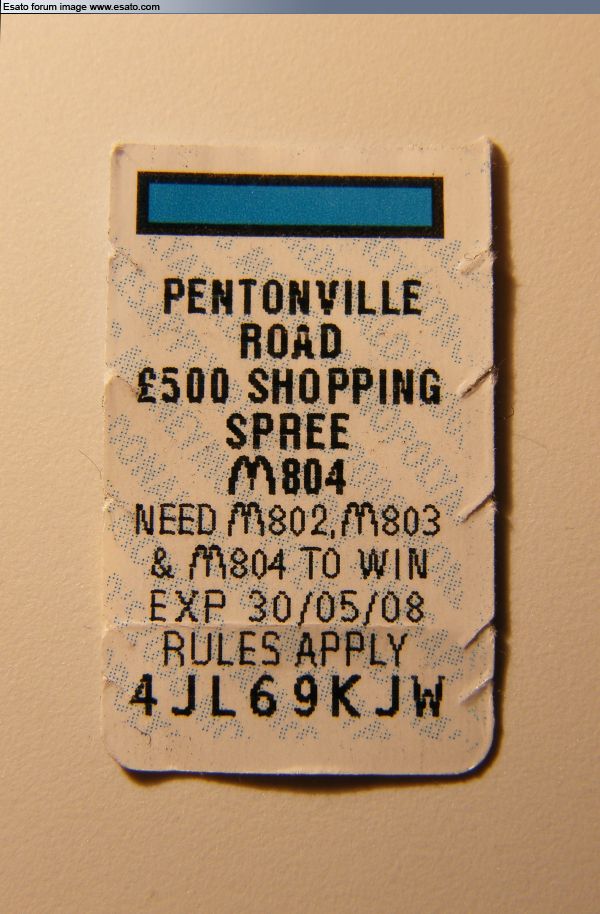 Esato forum image www.esato.com
PENTONVILLE
ROAD
£500 SHOPPING
SPREE
M804
NEED M802,M803
& M804 TO WIN
EXP 30/05/08
RULES APPLY
4JL69KJW